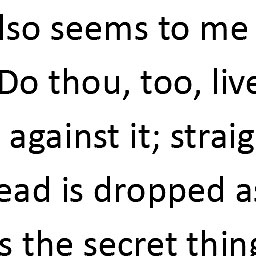 lso seems to me
Do thou, too, live
against it; straig
ead is dropped as
s the secret thing